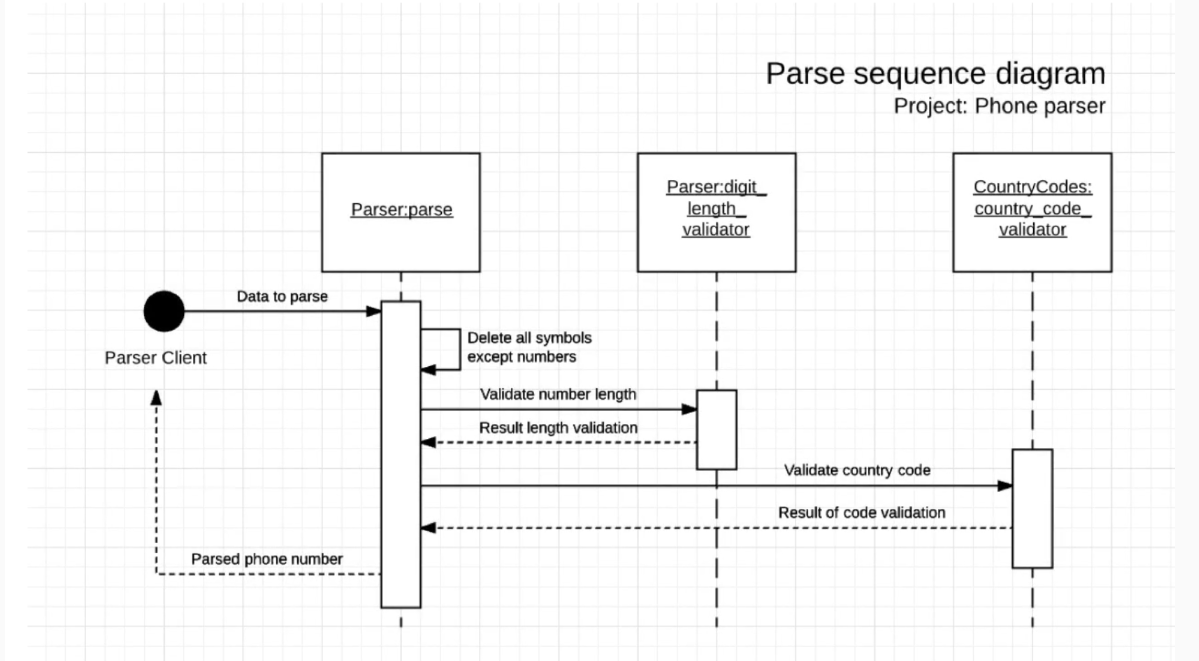 Parse sequence diagram
Project: Phone parser
Parser:parse
Parser:digit_
length_
validator
CountryCodes:
country_code_
validator
Data to parse
Parser Client
Delete all symbols
except numbers
Validate number length
Result length validation
Validate country code
Result of code validation
Parsed phone number